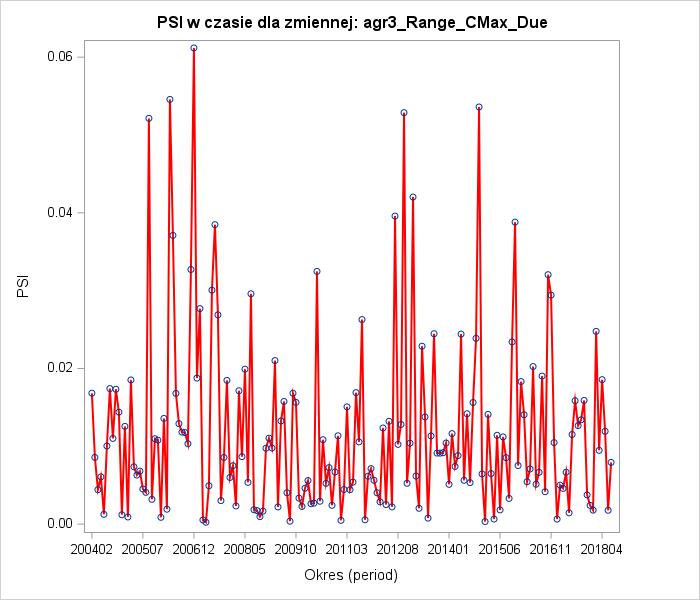 PSI w czasie dla zmiennej: agr3_Range_CMax_Due
0.06
0.04
0.02
0.00
PSI
200402 200507 200612 200805 200910 201103 201208 201401 201506 201611 201804
Okres (period)